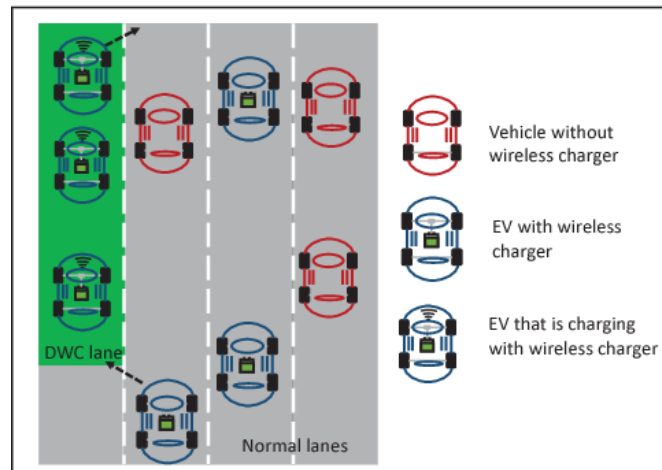 Vehicle without
wireless charger
EV with wireless
charger
EV that is charging
with wireless charger
DWC lane
Normal lanes